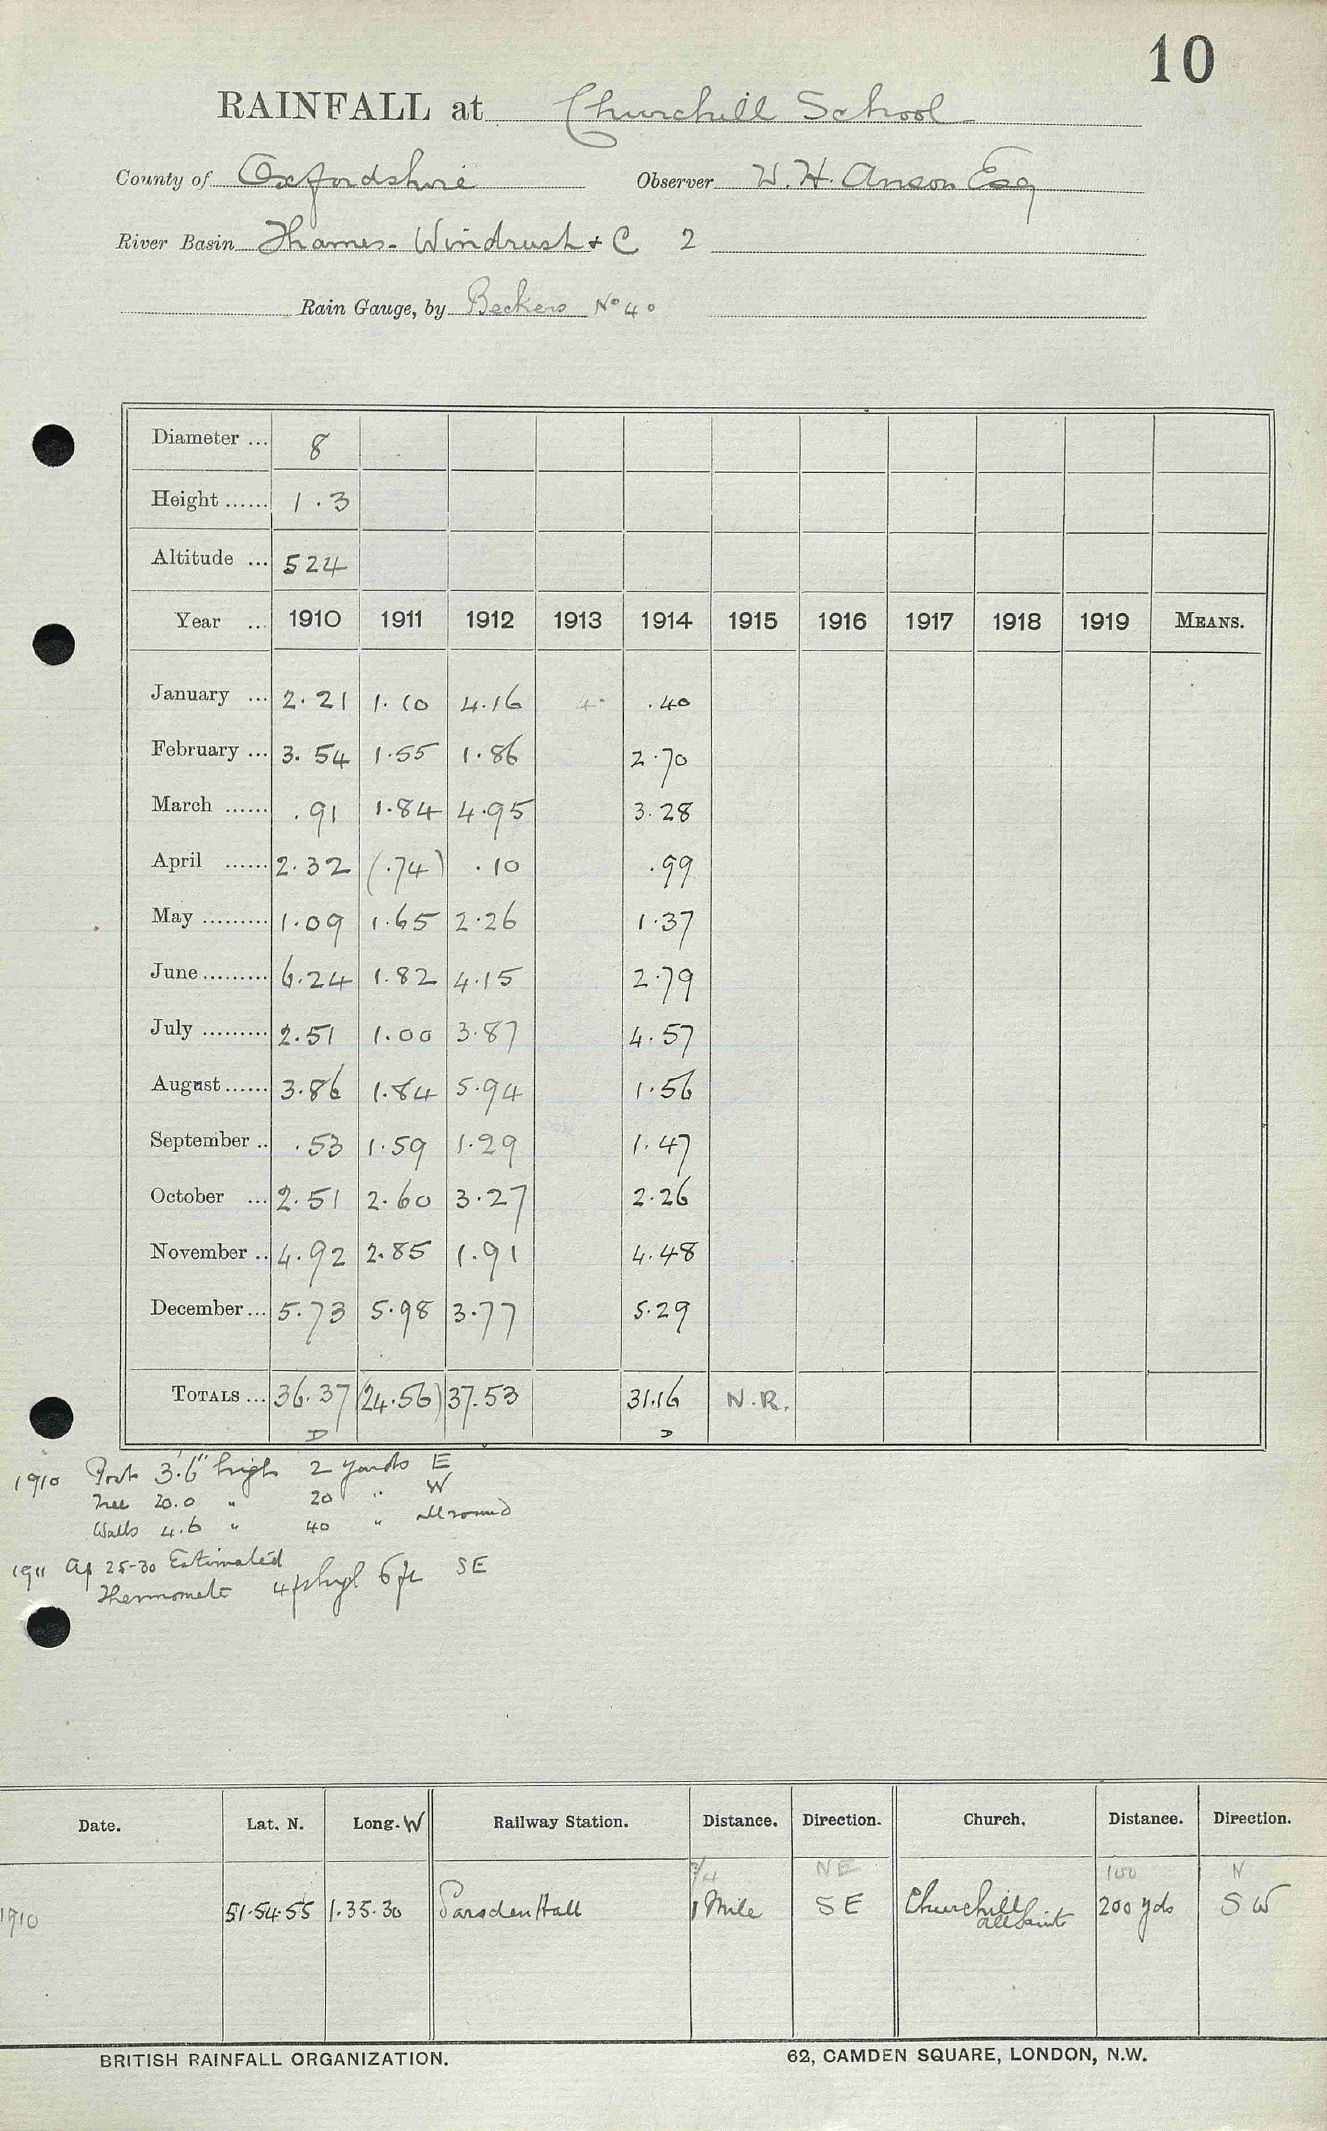 10
RAINFALL at Churchill School
County of Oxfordshire Observer W. H. Anson Esq
River Basin Thames - Windrush & C 2
Rain Gauge, by Beckers No 40
Diameter ... 8
Height ...... 1.3
Altitude ... 524
Year ... 1910 1911 1912 1913 1914 1915 1916 1917 1918 1919 MEANS.
January ... 2.21 1.10 4.16 4. .40
February ... 3.54 1.55 1.86 2.70
March ...... .91 1.84 4.95 3.28
April ...... 2.32 (.74) .10 .99
May ......... 1.09 1.65 2.26 1.37
June ......... 6.24 1.82 4.15 2.79
July ......... 2.51 1.00 3.87 4.57
August ...... 3.86 1.84 5.94 1.56
September .. .53 1.59 1.29 1.47
October ... 2.51 2.60 3.27 2.26
November .. 4.92 2.85 1.91 4.48
December ... 5.73 5.98 3.77 5.29
TOTALS ... 36.37 (24.56) 37.53 31.16 N.R.
D D
1910 Post 3'.6" high 2 yards E
Tree 20.0 " 20 " W
Walls 4.6 " 40 " all round
1911 Ap 25-30 Estimated
Thermomete 4ft high 6 ft SE
Date. Lat. N. Long. W Railway Station. Distance. Direction. Church. Distance. Direction.
3/4 NE 100 N
1910 51.54.55 1.35.30 Sarsden Halt 1 Mile SE Churchill 200 yds SW
All Saints
BRITISH RAINFALL ORGANIZATION. 62, CAMDEN SQUARE, LONDON, N.W.